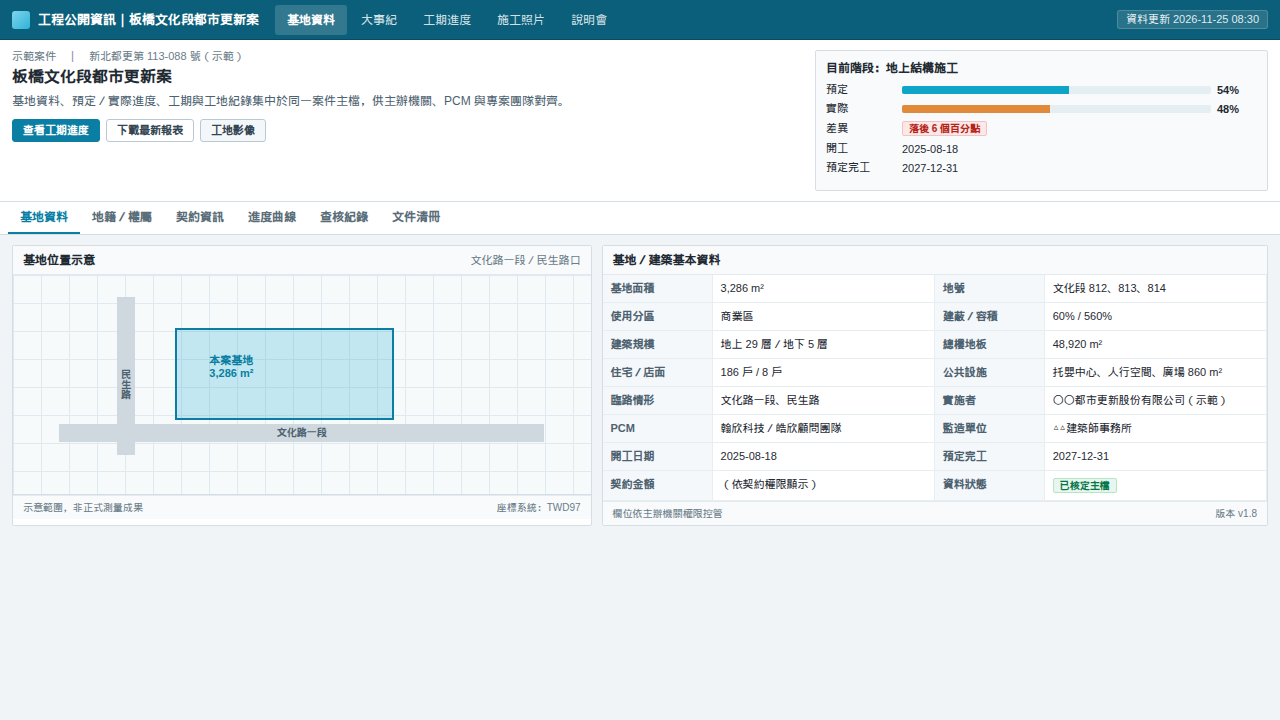 工程公開資訊｜板橋文化段都市更新案 基地資料 大事紀 工期進度 施工照片 說明會 資料更新 2026-11-25 08:30
示範案件 ｜ 新北都更第 113-088 號（示範）
板橋文化段都市更新案
基地資料、預定 / 實際進度、工期與工地紀錄集中於同一案件主檔，供主辦機關、PCM 與專案團隊對齊。
查看工期進度 下載最新報表 工地影像
目前階段：地上結構施工
預定 54%
實際 48%
差異 落後 6 個百分點
開工 2025-08-18
預定完工 2027-12-31
基地資料 地籍 / 權屬 契約資訊 進度曲線 查核紀錄 文件清冊
基地位置示意 文化路一段 / 民生路口
本案基地
3,286 m²
民生路
文化路一段
示意範圍，非正式測量成果 座標系統：TWD97
基地 / 建築基本資料
基地面積 3,286 m² 地號 文化段 812、813、814
使用分區 商業區 建蔽 / 容積 60% / 560%
建築規模 地上 29 層 / 地下 5 層 總樓地板 48,920 m²
住宅 / 店面 186 戶 / 8 戶 公共設施 托嬰中心、人行空間、廣場 860 m²
臨路情形 文化路一段、民生路 實施者 〇〇都市更新股份有限公司（示範）
PCM 翰欣科技 / 皓欣顧問團隊 監造單位 △△建築師事務所
開工日期 2025-08-18 預定完工 2027-12-31
契約金額 （依契約權限顯示） 資料狀態 已核定主檔
欄位依主辦機關權限控管 版本 v1.8